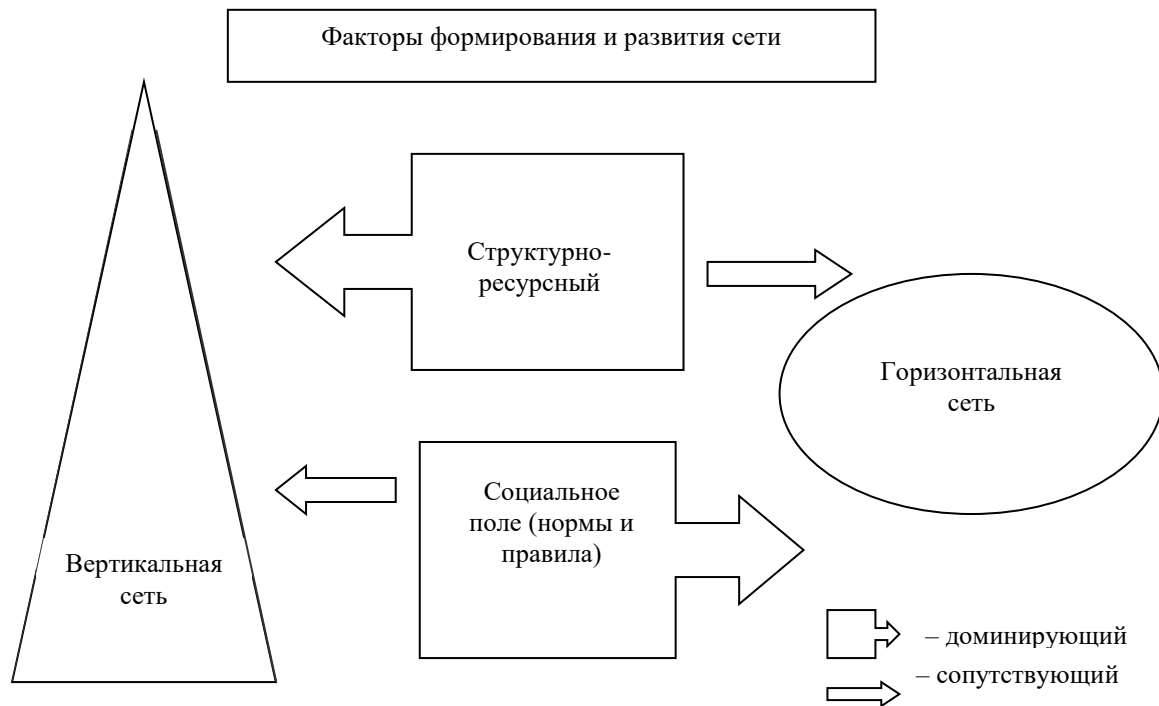 Факторы формирования и развития сети
Структурно-
ресурсный
Горизонтальная
сеть
Социальное
поле (нормы и
правила)
Вертикальная
сеть
– доминирующий
– сопутствующий